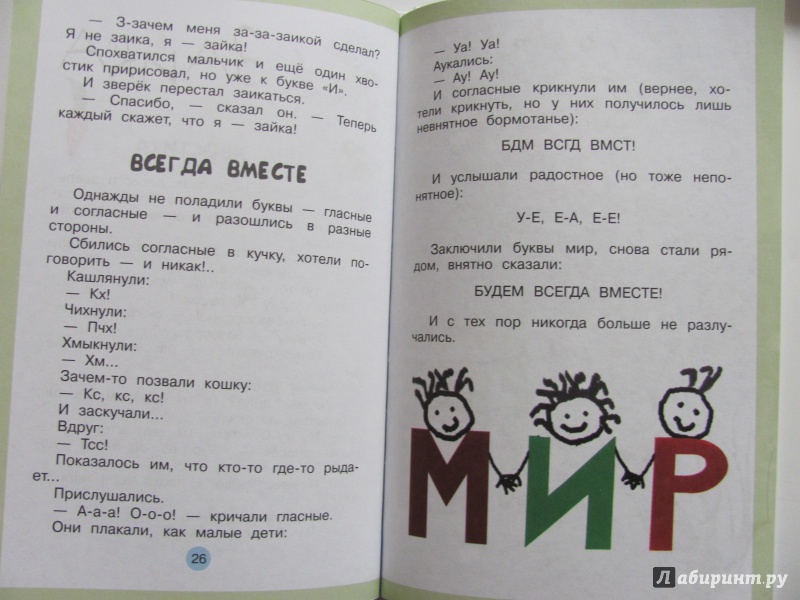 — З-зачем меня за-за-заикой сделал?
Я не заика, я — зайка!
Спохватился мальчик и ещё один хво-
стик пририсовал, но уже к букве «И».
И зверёк перестал заикаться.
— Спасибо, — сказал он. — Теперь
каждый скажет, что я — зайка!
ВСЕГДА ВМЕСТЕ
Однажды не поладили буквы — гласные
и согласные — и разошлись в разные
стороны.
Сбились согласные в кучку, хотели по-
говорить — и никак!..
Кашлянули:
— Кх!
Чихнули:
— Пчх!
Хмыкнули:
— Хм...
Зачем-то позвали кошку:
— Кс, кс, кс!
И заскучали...
Вдруг:
— Тсс!
Показалось им, что кто-то где-то рыда-
ет...
Прислушались.
— А-а-а! О-о-о! — кричали гласные.
Они плакали, как малые дети:
26
— Уа! Уа!
Аукались:
— Ау! Ау!
И согласные крикнули им (вернее, хо-
тели крикнуть, но у них получилось лишь
невнятное бормотанье):
БДМ ВСГД ВМСТ!
И услышали радостное (но тоже непо-
нятное):
У-Е, Е-А, Е-Е!
Заключили буквы мир, снова стали ря-
дом, внятно сказали:
БУДЕМ ВСЕГДА ВМЕСТЕ!
И с тех пор никогда больше не разлу-
чались.
МИР
Лабиринт.ру